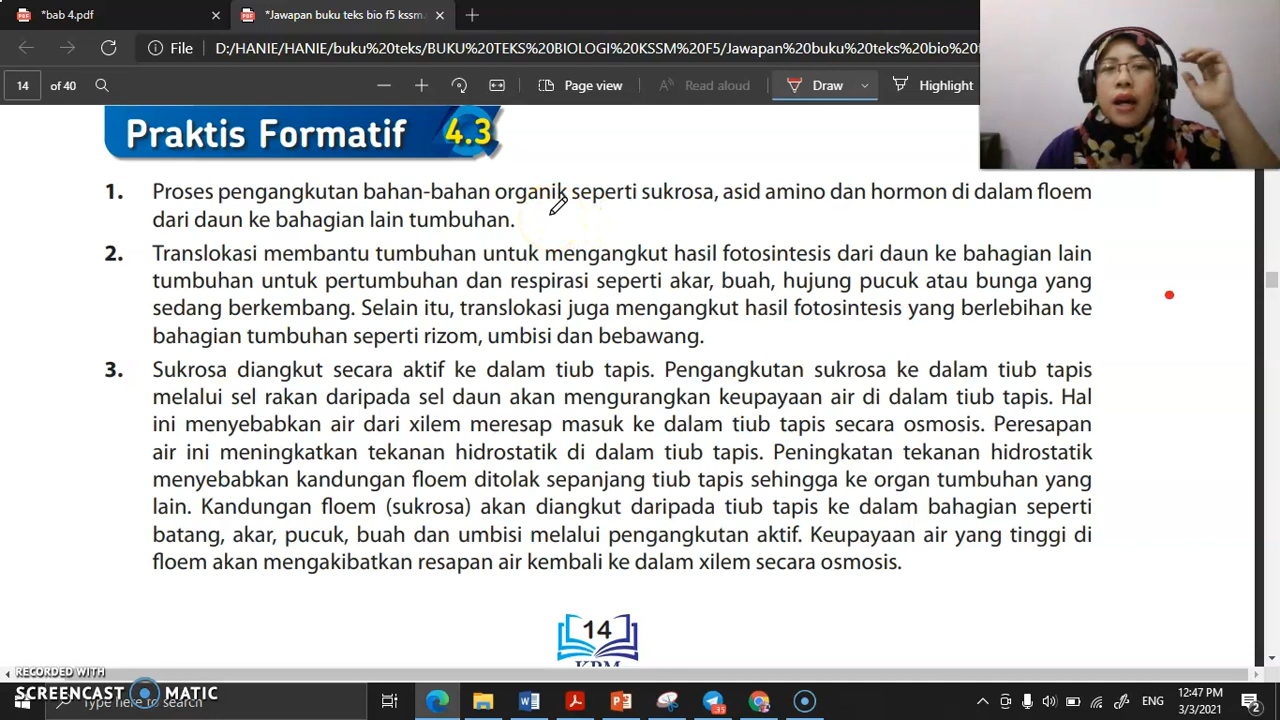 *bab 4.pdf
*Jawapan buku teks bio f5 kssm.
File
D:/HANIE/HANIE/buku%20teks/BUKU%20TEKS%20BIOLOGI%20KSSM%20F5/Jawapan%20buku%20teks%20bio%20
14 of 40
Page view
Read aloud
Draw
Highlight
Praktis Formatif 4.3
1. Proses pengangkutan bahan-bahan organik seperti sukrosa, asid amino dan hormon di dalam floem
dari daun ke bahagian lain tumbuhan.
2. Translokasi membantu tumbuhan untuk mengangkut hasil fotosintesis dari daun ke bahagian lain
tumbuhan untuk pertumbuhan dan respirasi seperti akar, buah, hujung pucuk atau bunga yang
sedang berkembang. Selain itu, translokasi juga mengangkut hasil fotosintesis yang berlebihan ke
bahagian tumbuhan seperti rizom, umbisi dan bebawang.
3. Sukrosa diangkut secara aktif ke dalam tiub tapis. Pengangkutan sukrosa ke dalam tiub tapis
melalui sel rakan daripada sel daun akan mengurangkan keupayaan air di dalam tiub tapis. Hal
ini menyebabkan air dari xilem meresap masuk ke dalam tiub tapis secara osmosis. Peresapan
air ini meningkatkan tekanan hidrostatik di dalam tiub tapis. Peningkatan tekanan hidrostatik
menyebabkan kandungan floem ditolak sepanjang tiub tapis sehingga ke organ tumbuhan yang
lain. Kandungan floem (sukrosa) akan diangkut daripada tiub tapis ke dalam bahagian seperti
batang, akar, pucuk, buah dan umbisi melalui pengangkutan aktif. Keupayaan air yang tinggi di
floem akan mengakibatkan resapan air kembali ke dalam xilem secara osmosis.
14
KPM
RECORDED WITH
SCREENCAST MATIC
Type here to search
35
ENG
12:47 PM
3/3/2021
2